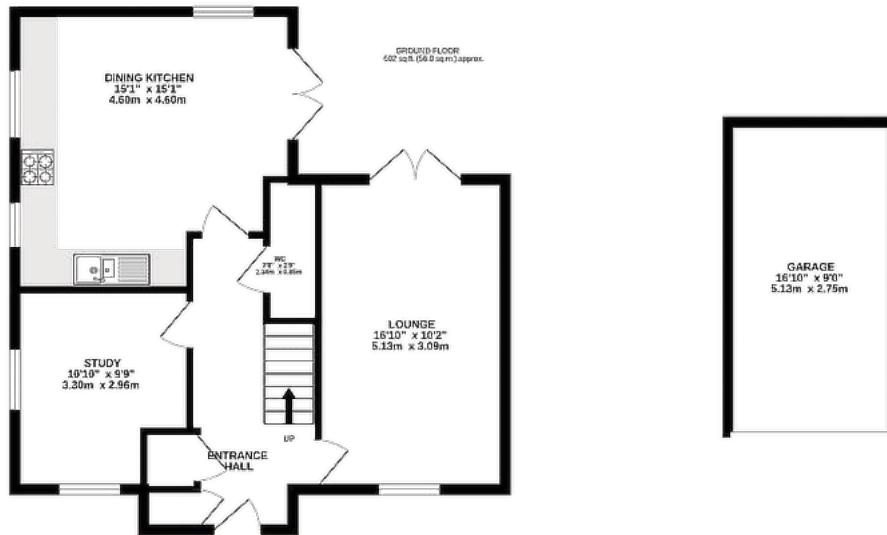 GROUND FLOOR
602 sq.ft. (56.0 sq.m.) approx.
DINING KITCHEN
15'1" x 15'1"
4.60m x 4.60m
WC
LOUNGE
16'10" x 10'2"
5.13m x 3.09m
STUDY
10'10" x 9'9"
3.30m x 2.96m
UP
ENTRANCE
HALL
GARAGE
16'10" x 9'0"
5.13m x 2.75m